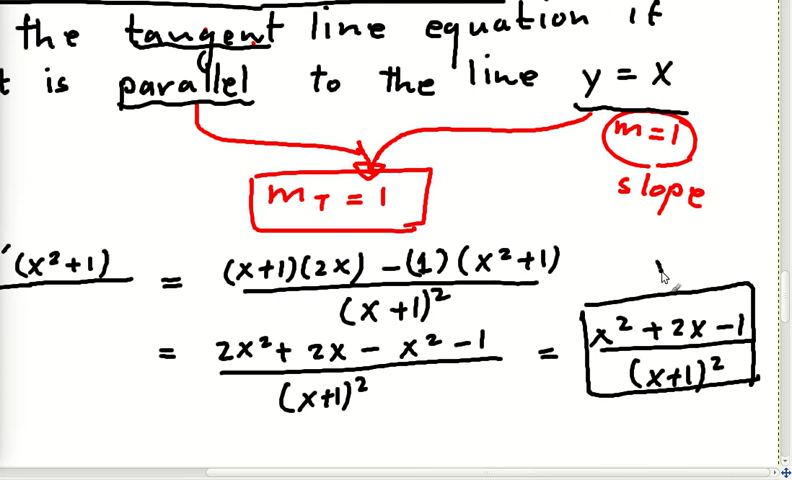 the tangent line equation if
t is parallel to the line y = x
m = 1
slope
m_T = 1
'(x²+1) = (x+1)(2x) - (1)(x²+1) / (x+1)²
= 2x² + 2x - x² - 1 / (x+1)² = x² + 2x - 1 / (x+1)²